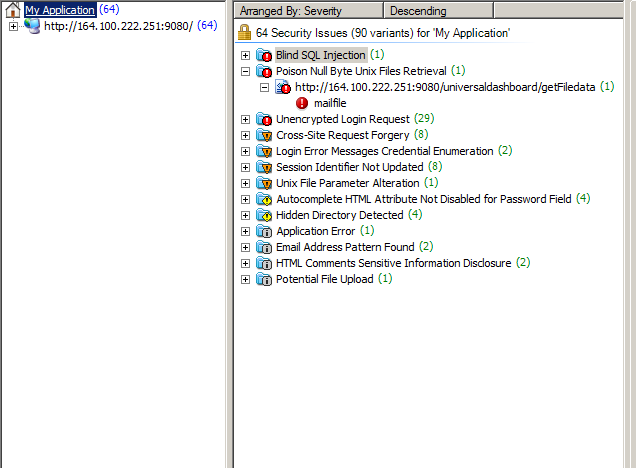 My Application (64)
http://164.100.222.251:9080/ (64)
Arranged By: Severity Descending
64 Security Issues (90 variants) for 'My Application'
Blind SQL Injection (1)
Poison Null Byte Unix Files Retrieval (1)
http://164.100.222.251:9080/universaldashboard/getFiledata (1)
mailfile
Unencrypted Login Request (29)
Cross-Site Request Forgery (8)
Login Error Messages Credential Enumeration (2)
Session Identifier Not Updated (8)
Unix File Parameter Alteration (1)
Autocomplete HTML Attribute Not Disabled for Password Field (4)
Hidden Directory Detected (4)
Application Error (1)
Email Address Pattern Found (2)
HTML Comments Sensitive Information Disclosure (2)
Potential File Upload (1)